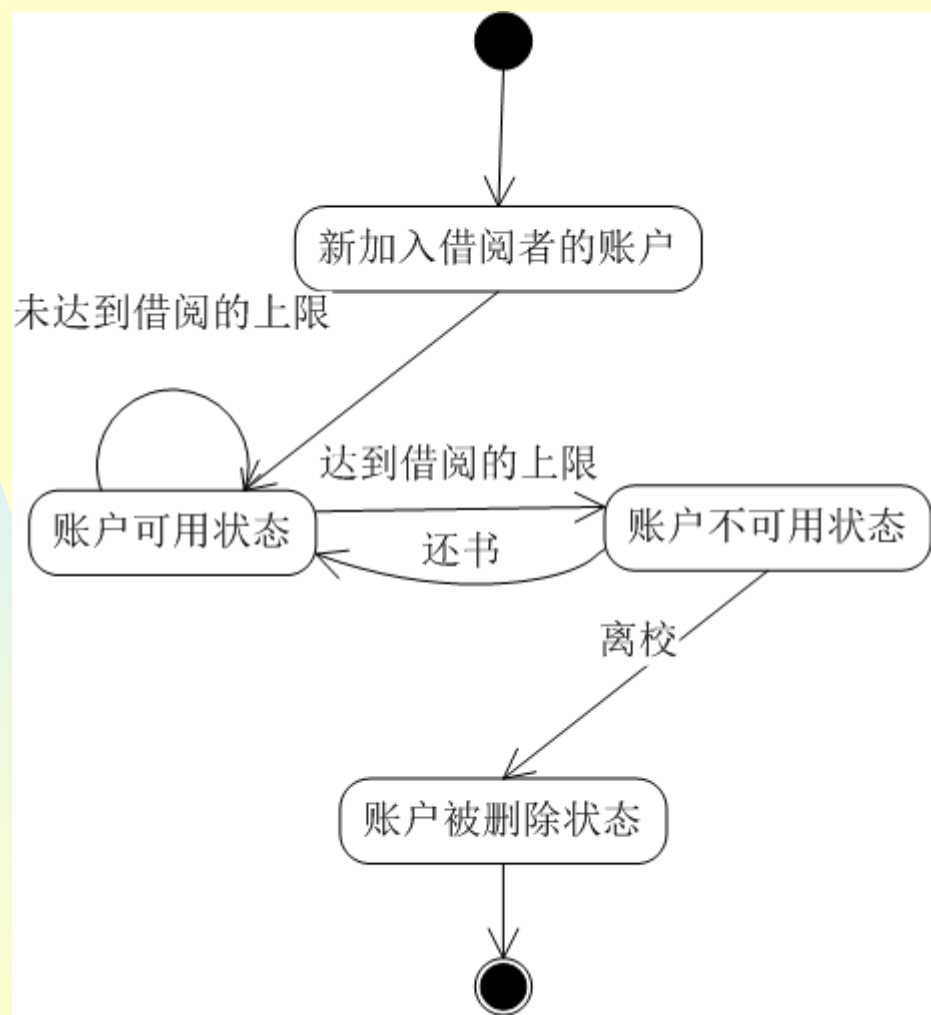 新加入借阅者的账户
未达到借阅的上限
达到借阅的上限
账户可用状态
账户不可用状态
还书
离校
账户被删除状态